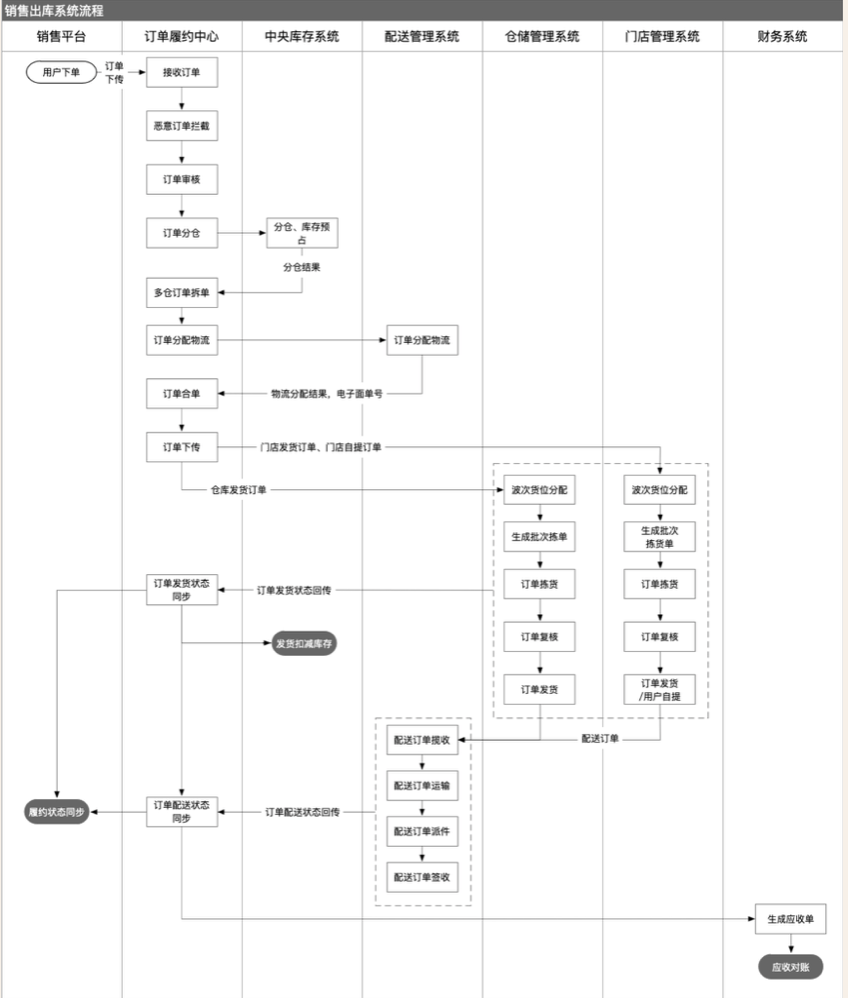 销售出库系统流程
销售平台
订单履约中心
中央库存系统
配送管理系统
仓储管理系统
门店管理系统
财务系统
用户下单
订单
下传
接收订单
恶意订单拦截
订单审核
订单分仓
分仓、库存预
占
分仓结果
多仓订单拆单
订单分配物流
订单分配物流
订单合单
物流分配结果，电子面单号
订单下传
门店发货订单、门店自提订单
仓库发货订单
波次货位分配
波次货位分配
生成批次拣单
生成批次
拣货单
订单发货状态
同步
订单发货状态回传
订单拣货
订单拣货
发货扣减库存
订单复核
订单复核
订单发货
订单发货
/用户自提
配送订单揽收
配送订单
配送订单运输
履约状态同步
订单配送状态
同步
订单配送状态回传
配送订单派件
配送订单签收
生成应收单
应收对账